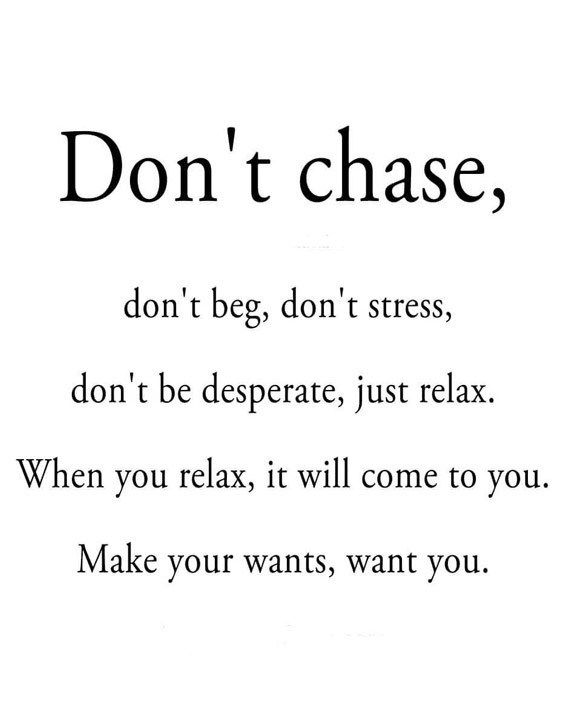 Don't chase,
don't beg, don't stress,
don't be desperate, just relax.
When you relax, it will come to you.
Make your wants, want you.